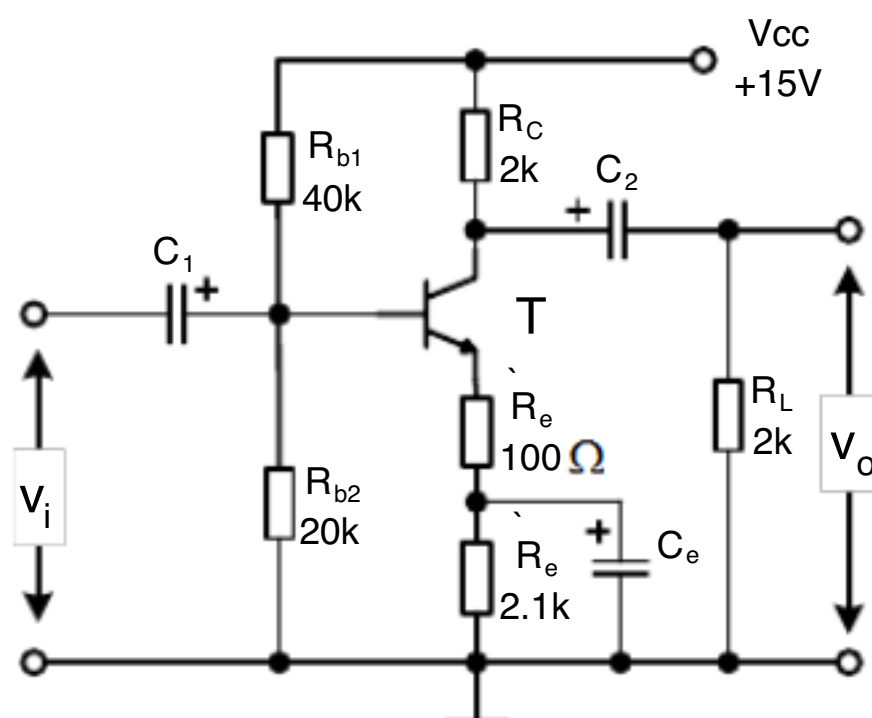 Vcc
+15V
R_C
2k
R_b1
40k
C_2
+
C_1
+
T
R_e
100 Ω
R_L
2k
v_i
v_o
R_b2
20k
+
C_e
R_e
2.1k